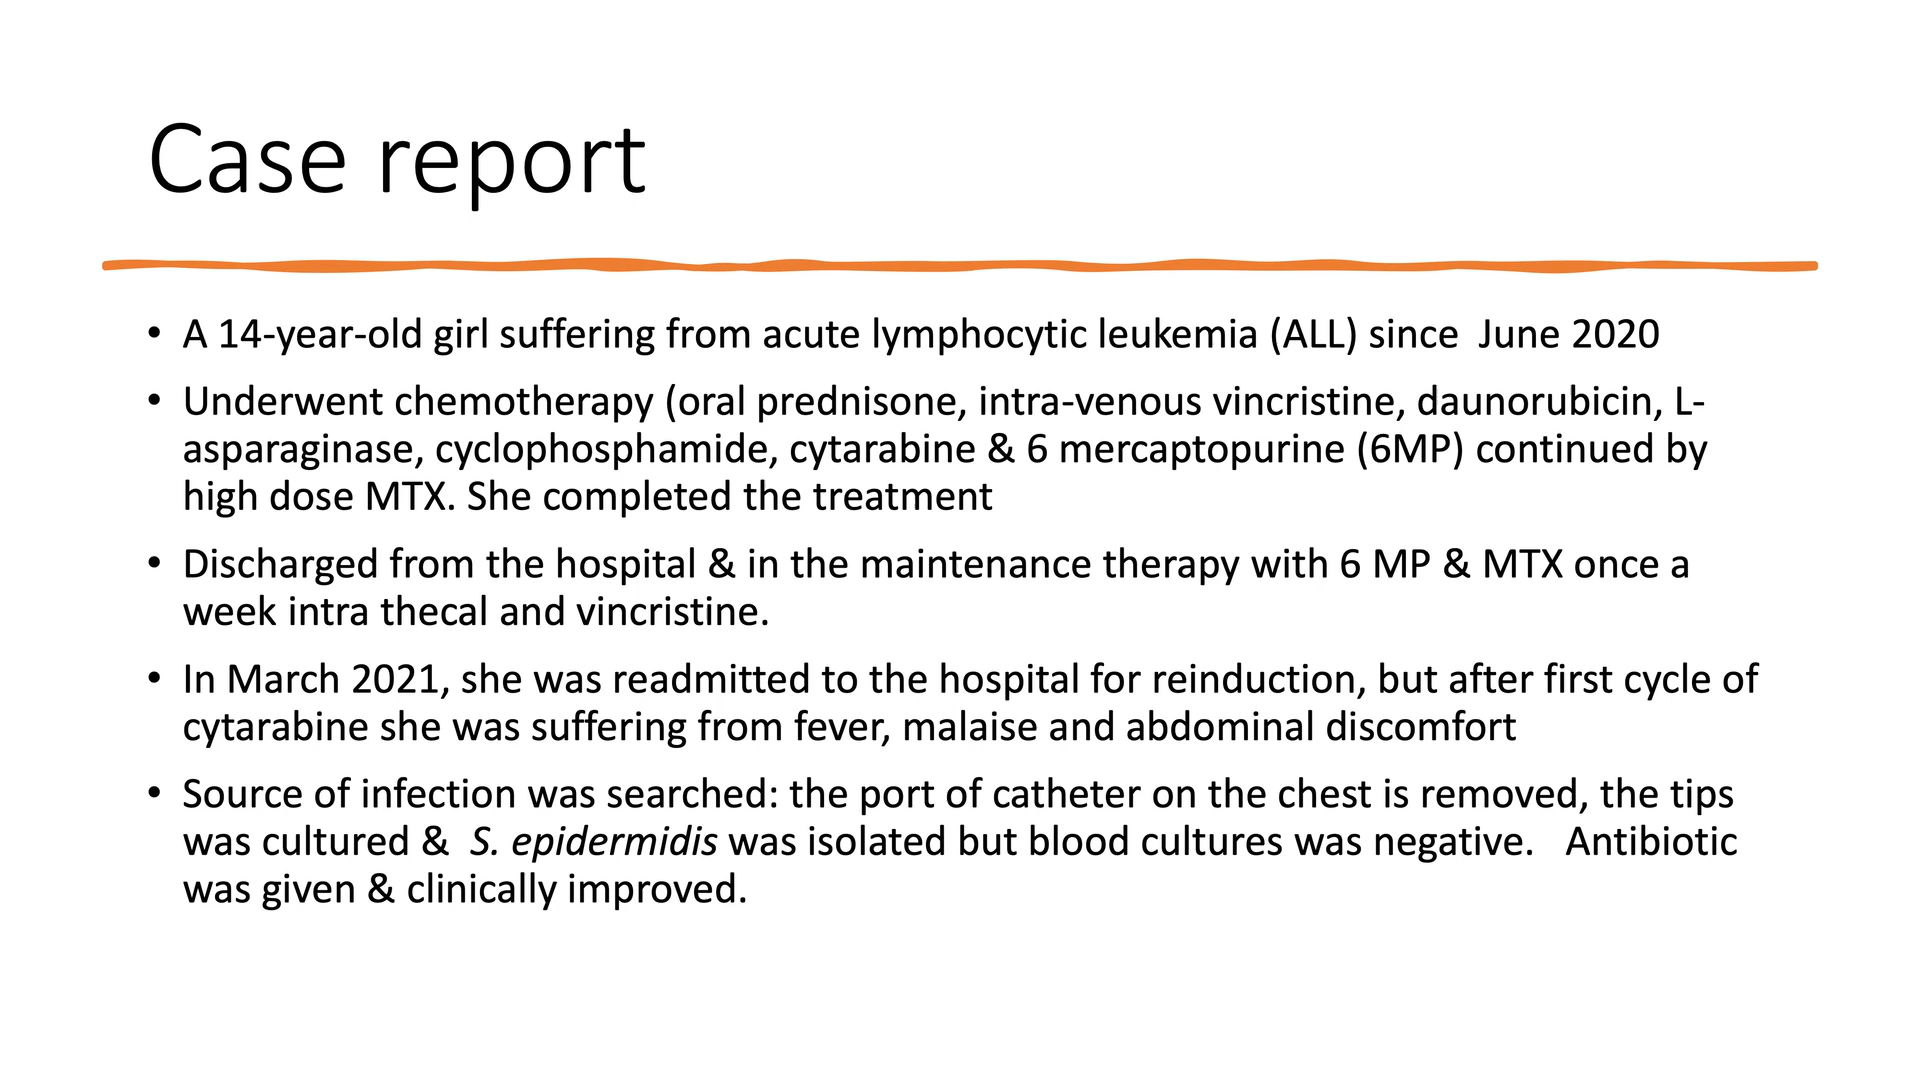 Case report
• A 14-year-old girl suffering from acute lymphocytic leukemia (ALL) since  June 2020
• Underwent chemotherapy (oral prednisone, intra-venous vincristine, daunorubicin, L-
asparaginase, cyclophosphamide, cytarabine & 6 mercaptopurine (6MP) continued by
high dose MTX. She completed the treatment
• Discharged from the hospital & in the maintenance therapy with 6 MP & MTX once a
week intra thecal and vincristine.
• In March 2021, she was readmitted to the hospital for reinduction, but after first cycle of
cytarabine she was suffering from fever, malaise and abdominal discomfort
• Source of infection was searched: the port of catheter on the chest is removed, the tips
was cultured &  S. epidermidis was isolated but blood cultures was negative.   Antibiotic
was given & clinically improved.